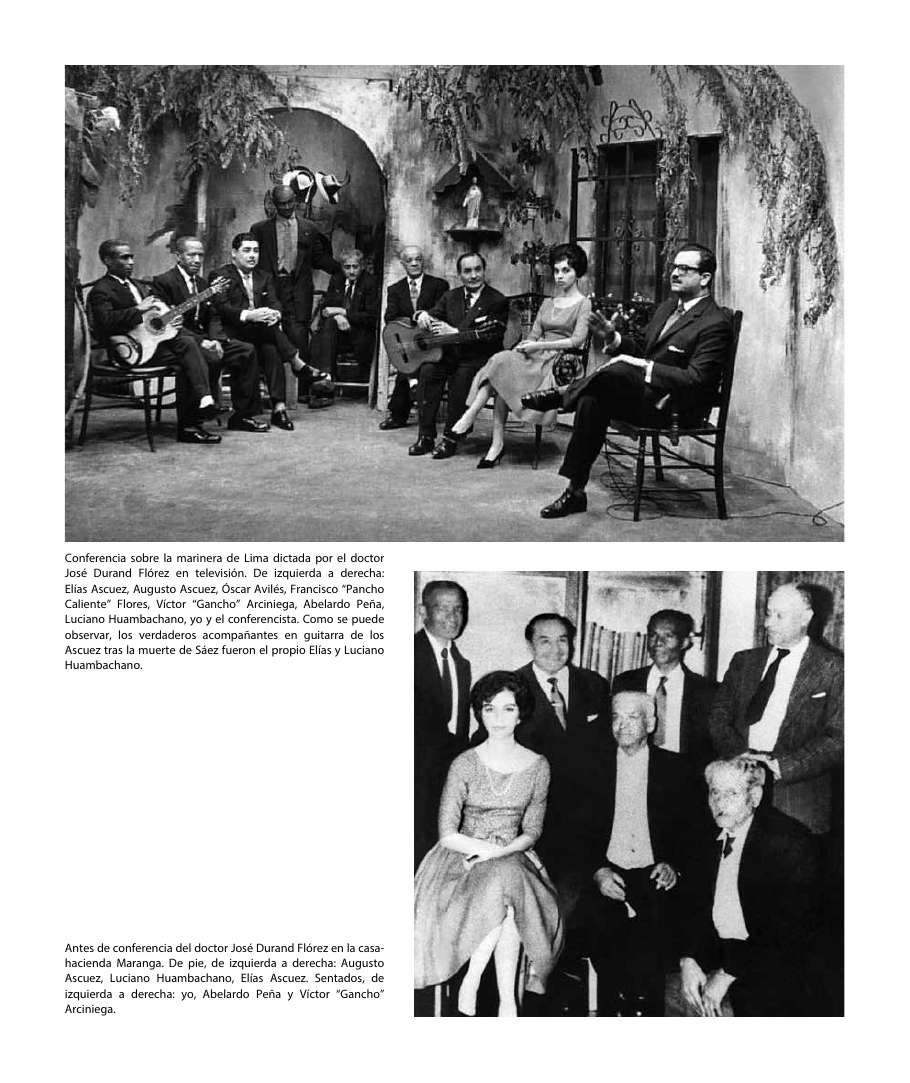 Conferencia sobre la marinera de Lima dictada por el doctor
José Durand Flórez en televisión. De izquierda a derecha:
Elías Ascuez, Augusto Ascuez, Óscar Avilés, Francisco “Pancho
Caliente” Flores, Víctor “Gancho” Arciniega, Abelardo Peña,
Luciano Huambachano, yo y el conferencista. Como se puede
observar, los verdaderos acompañantes en guitarra de los
Ascuez tras la muerte de Sáez fueron el propio Elías y Luciano
Huambachano.
Antes de conferencia del doctor José Durand Flórez en la casa-
hacienda Maranga. De pie, de izquierda a derecha: Augusto
Ascuez, Luciano Huambachano, Elías Ascuez. Sentados, de
izquierda a derecha: yo, Abelardo Peña y Víctor “Gancho”
Arciniega.